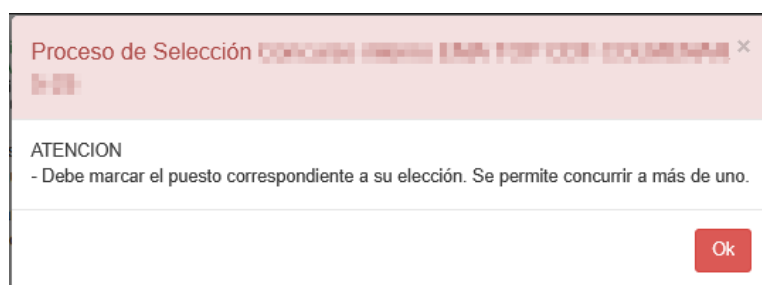 Proceso de Selección
×
ATENCION
- Debe marcar el puesto correspondiente a su elección. Se permite concurrir a más de uno.
Ok